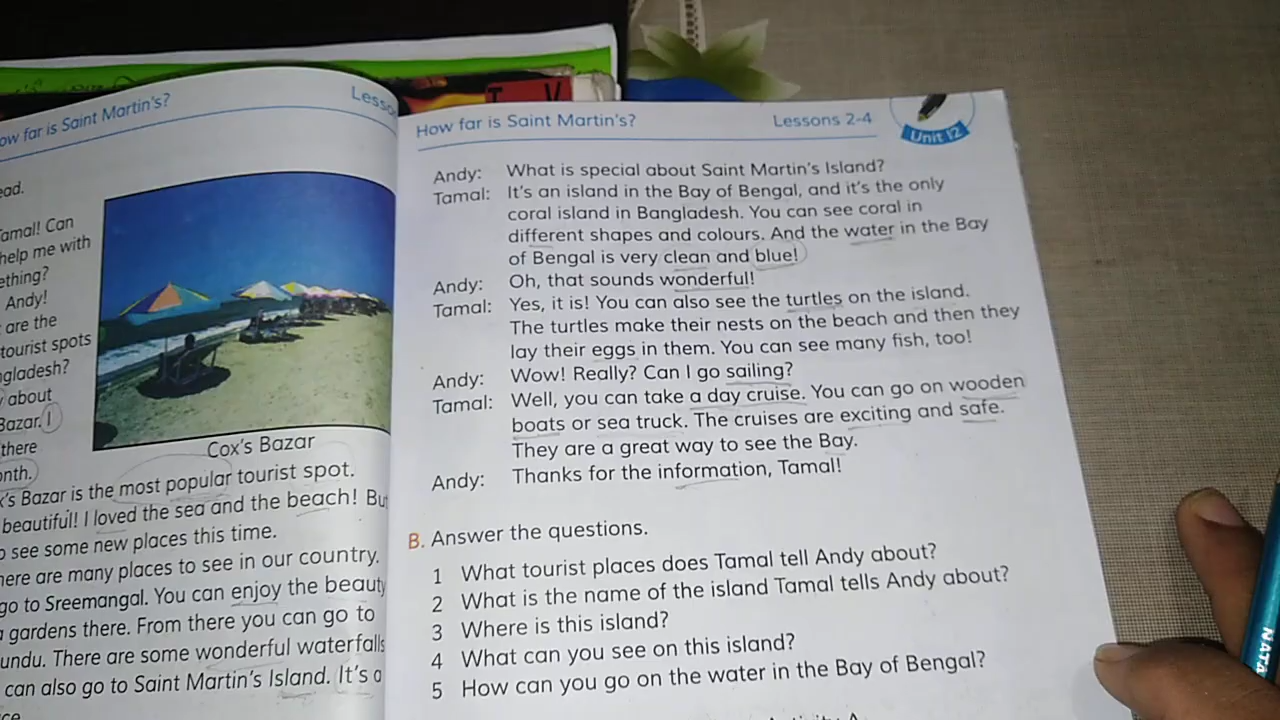 How far is Saint Martin's?
ead.
Tamal! Can
help me with
ething?
Andy!
are the
tourist spots
gladesh?
about
Bazar. I
there
onth.
Cox's Bazar
x's Bazar is the most popular tourist spot.
beautiful! I loved the sea and the beach! But
o see some new places this time.
here are many places to see in our country.
go to Sreemangal. You can enjoy the beauty
gardens there. From there you can go to
undu. There are some wonderful waterfalls
can also go to Saint Martin's Island. It's a
How far is Saint Martin's? Lessons 2-4
Unit 12
Andy: What is special about Saint Martin's Island?
Tamal: It's an island in the Bay of Bengal, and it's the only
coral island in Bangladesh. You can see coral in
different shapes and colours. And the water in the Bay
of Bengal is very clean and blue!
Andy: Oh, that sounds wonderful!
Tamal: Yes, it is! You can also see the turtles on the island.
The turtles make their nests on the beach and then they
lay their eggs in them. You can see many fish, too!
Andy: Wow! Really? Can I go sailing?
Tamal: Well, you can take a day cruise. You can go on wooden
boats or sea truck. The cruises are exciting and safe.
They are a great way to see the Bay.
Andy: Thanks for the information, Tamal!
B. Answer the questions.
1 What tourist places does Tamal tell Andy about?
2 What is the name of the island Tamal tells Andy about?
3 Where is this island?
4 What can you see on this island?
5 How can you go on the water in the Bay of Bengal?
NATA